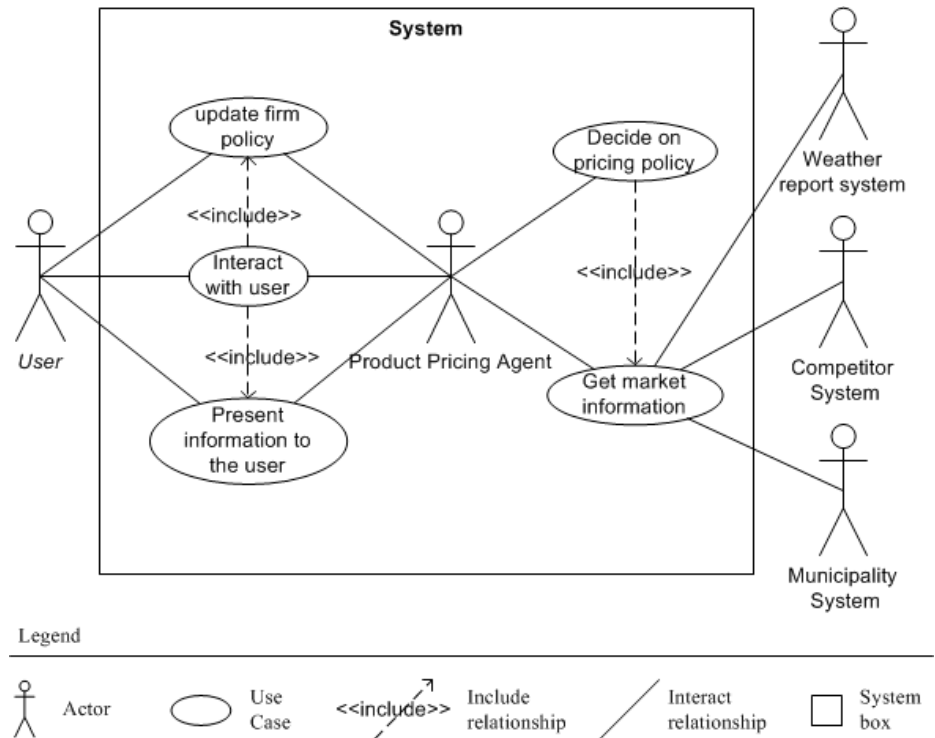 System
update firm
policy
Decide on
pricing policy
Weather
report system
<<include>>
Interact
with user
<<include>>
<<include>>
User
Product Pricing Agent
Get market
information
Competitor
System
Present
information to
the user
Municipality
System
Legend
Actor
Use
Case
<<include>>
Include
relationship
Interact
relationship
System
box